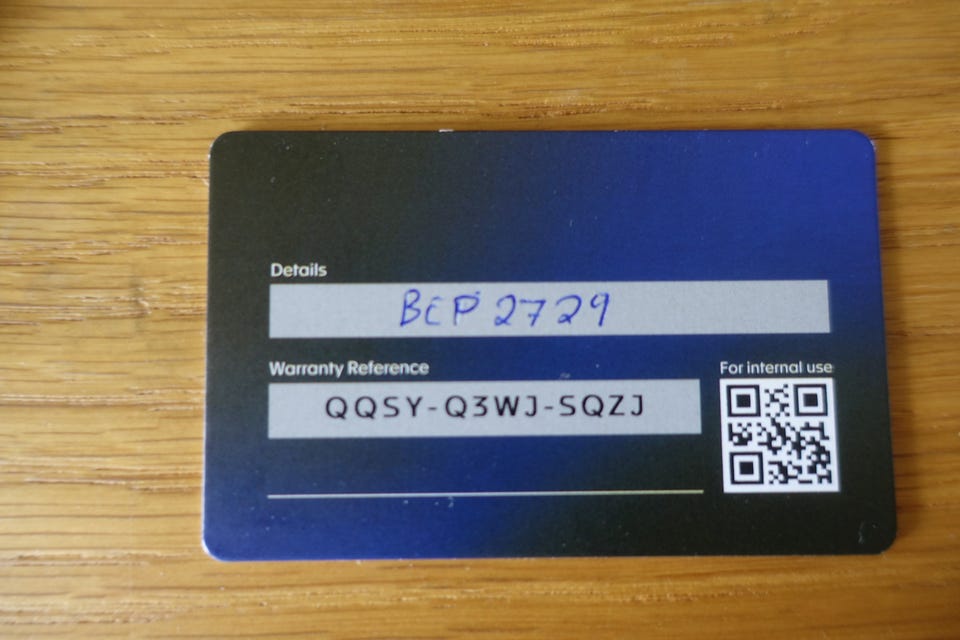 Details
BCP 2729
Warranty Reference
QQSY-Q3WJ-SQZJ
For internal use